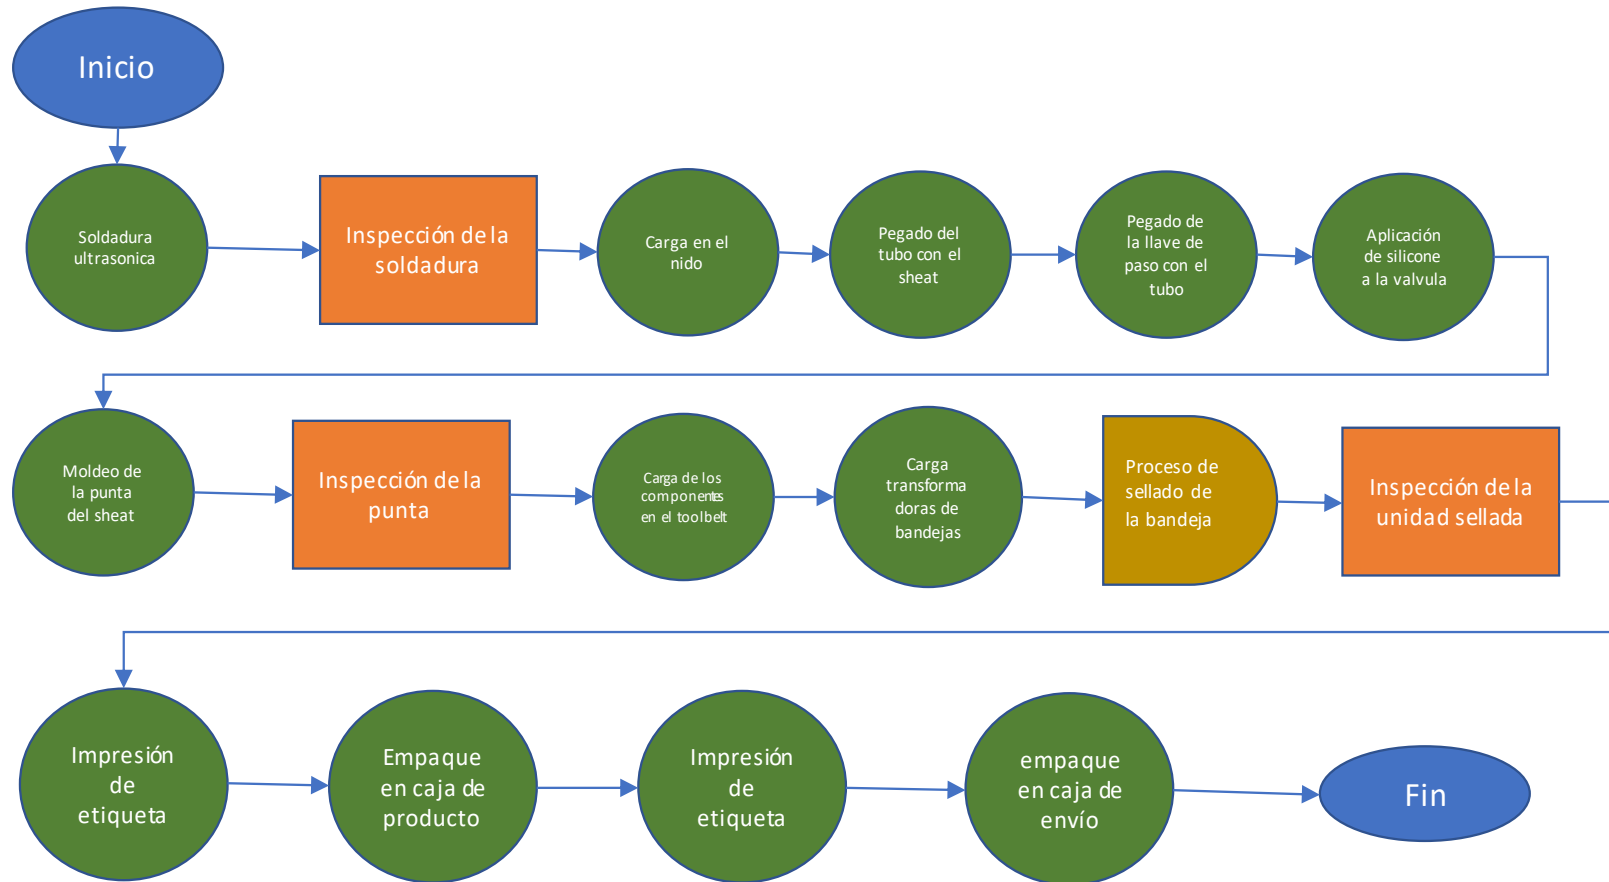 Inicio
Soldadura
ultrasonica
Inspección de la
soldadura
Carga en el
nido
Pegado del
tubo con el
sheat
Pegado de
la llave de
paso con el
tubo
Aplicación
de silicone
a la valvula
Moldeo de
la punta
del sheat
Inspección de la
punta
Carga de los
componentes
en el toolbelt
Carga
transforma
doras de
bandejas
Proceso de
sellado de
la bandeja
Inspección de la
unidad sellada
Impresión
de
etiqueta
Empaque
en caja de
producto
Impresión
de
etiqueta
empaque
en caja de
envío
Fin